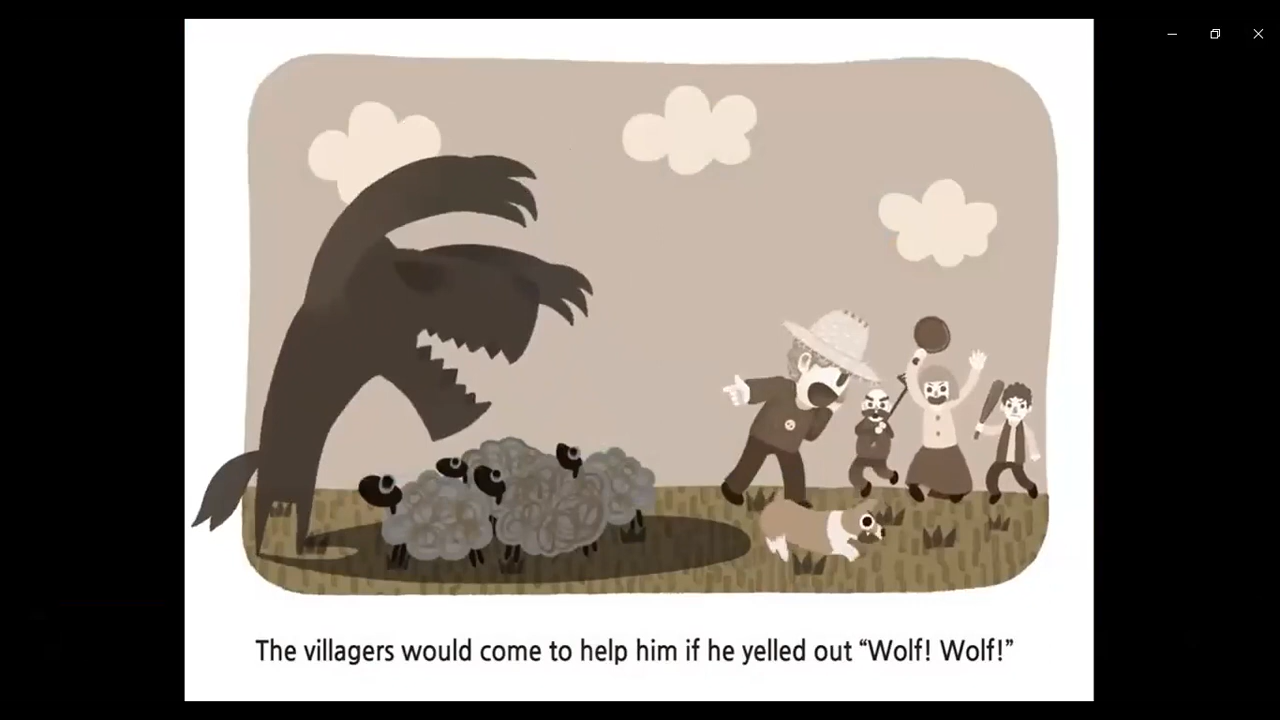 The villagers would come to help him if he yelled out “Wolf! Wolf!”